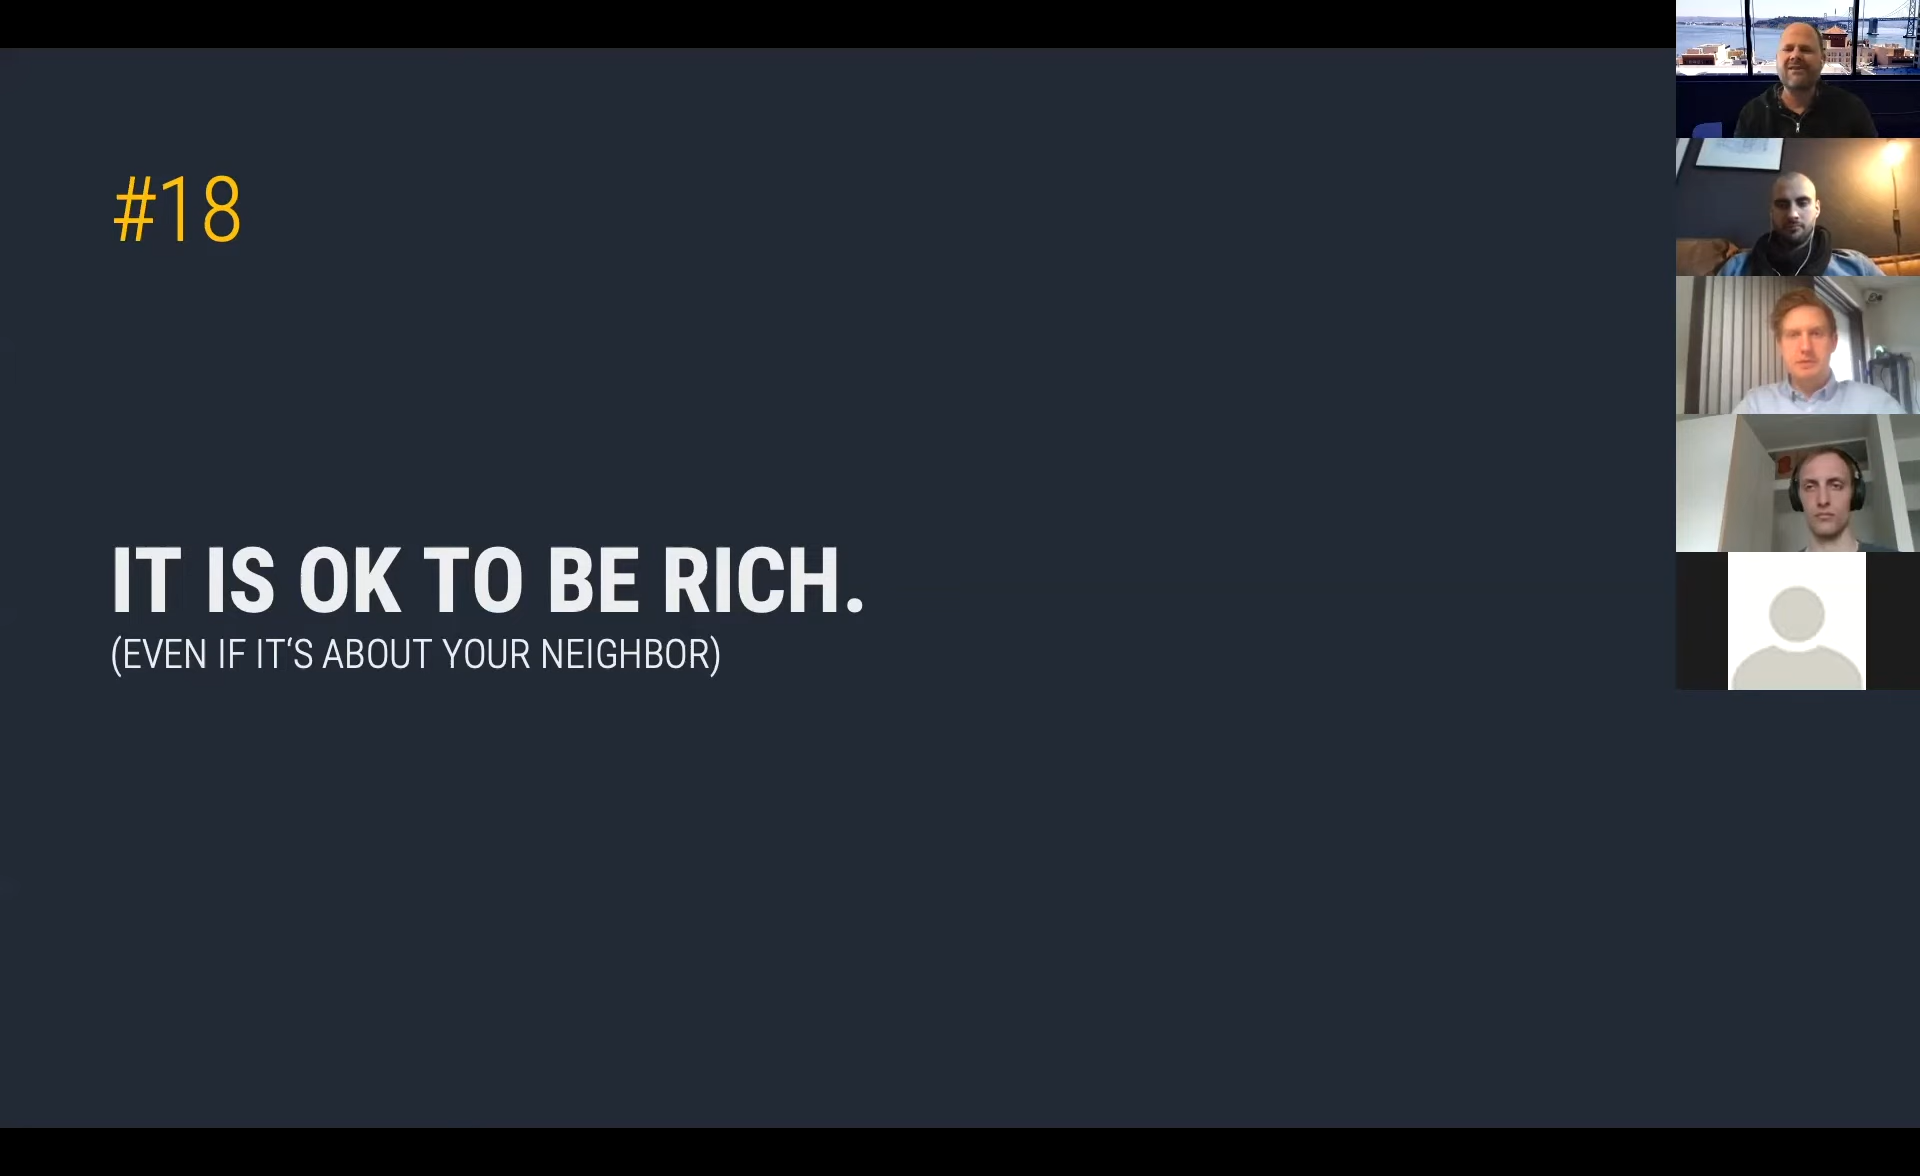 #18
IT IS OK TO BE RICH.
(EVEN IF IT‘S ABOUT YOUR NEIGHBOR)